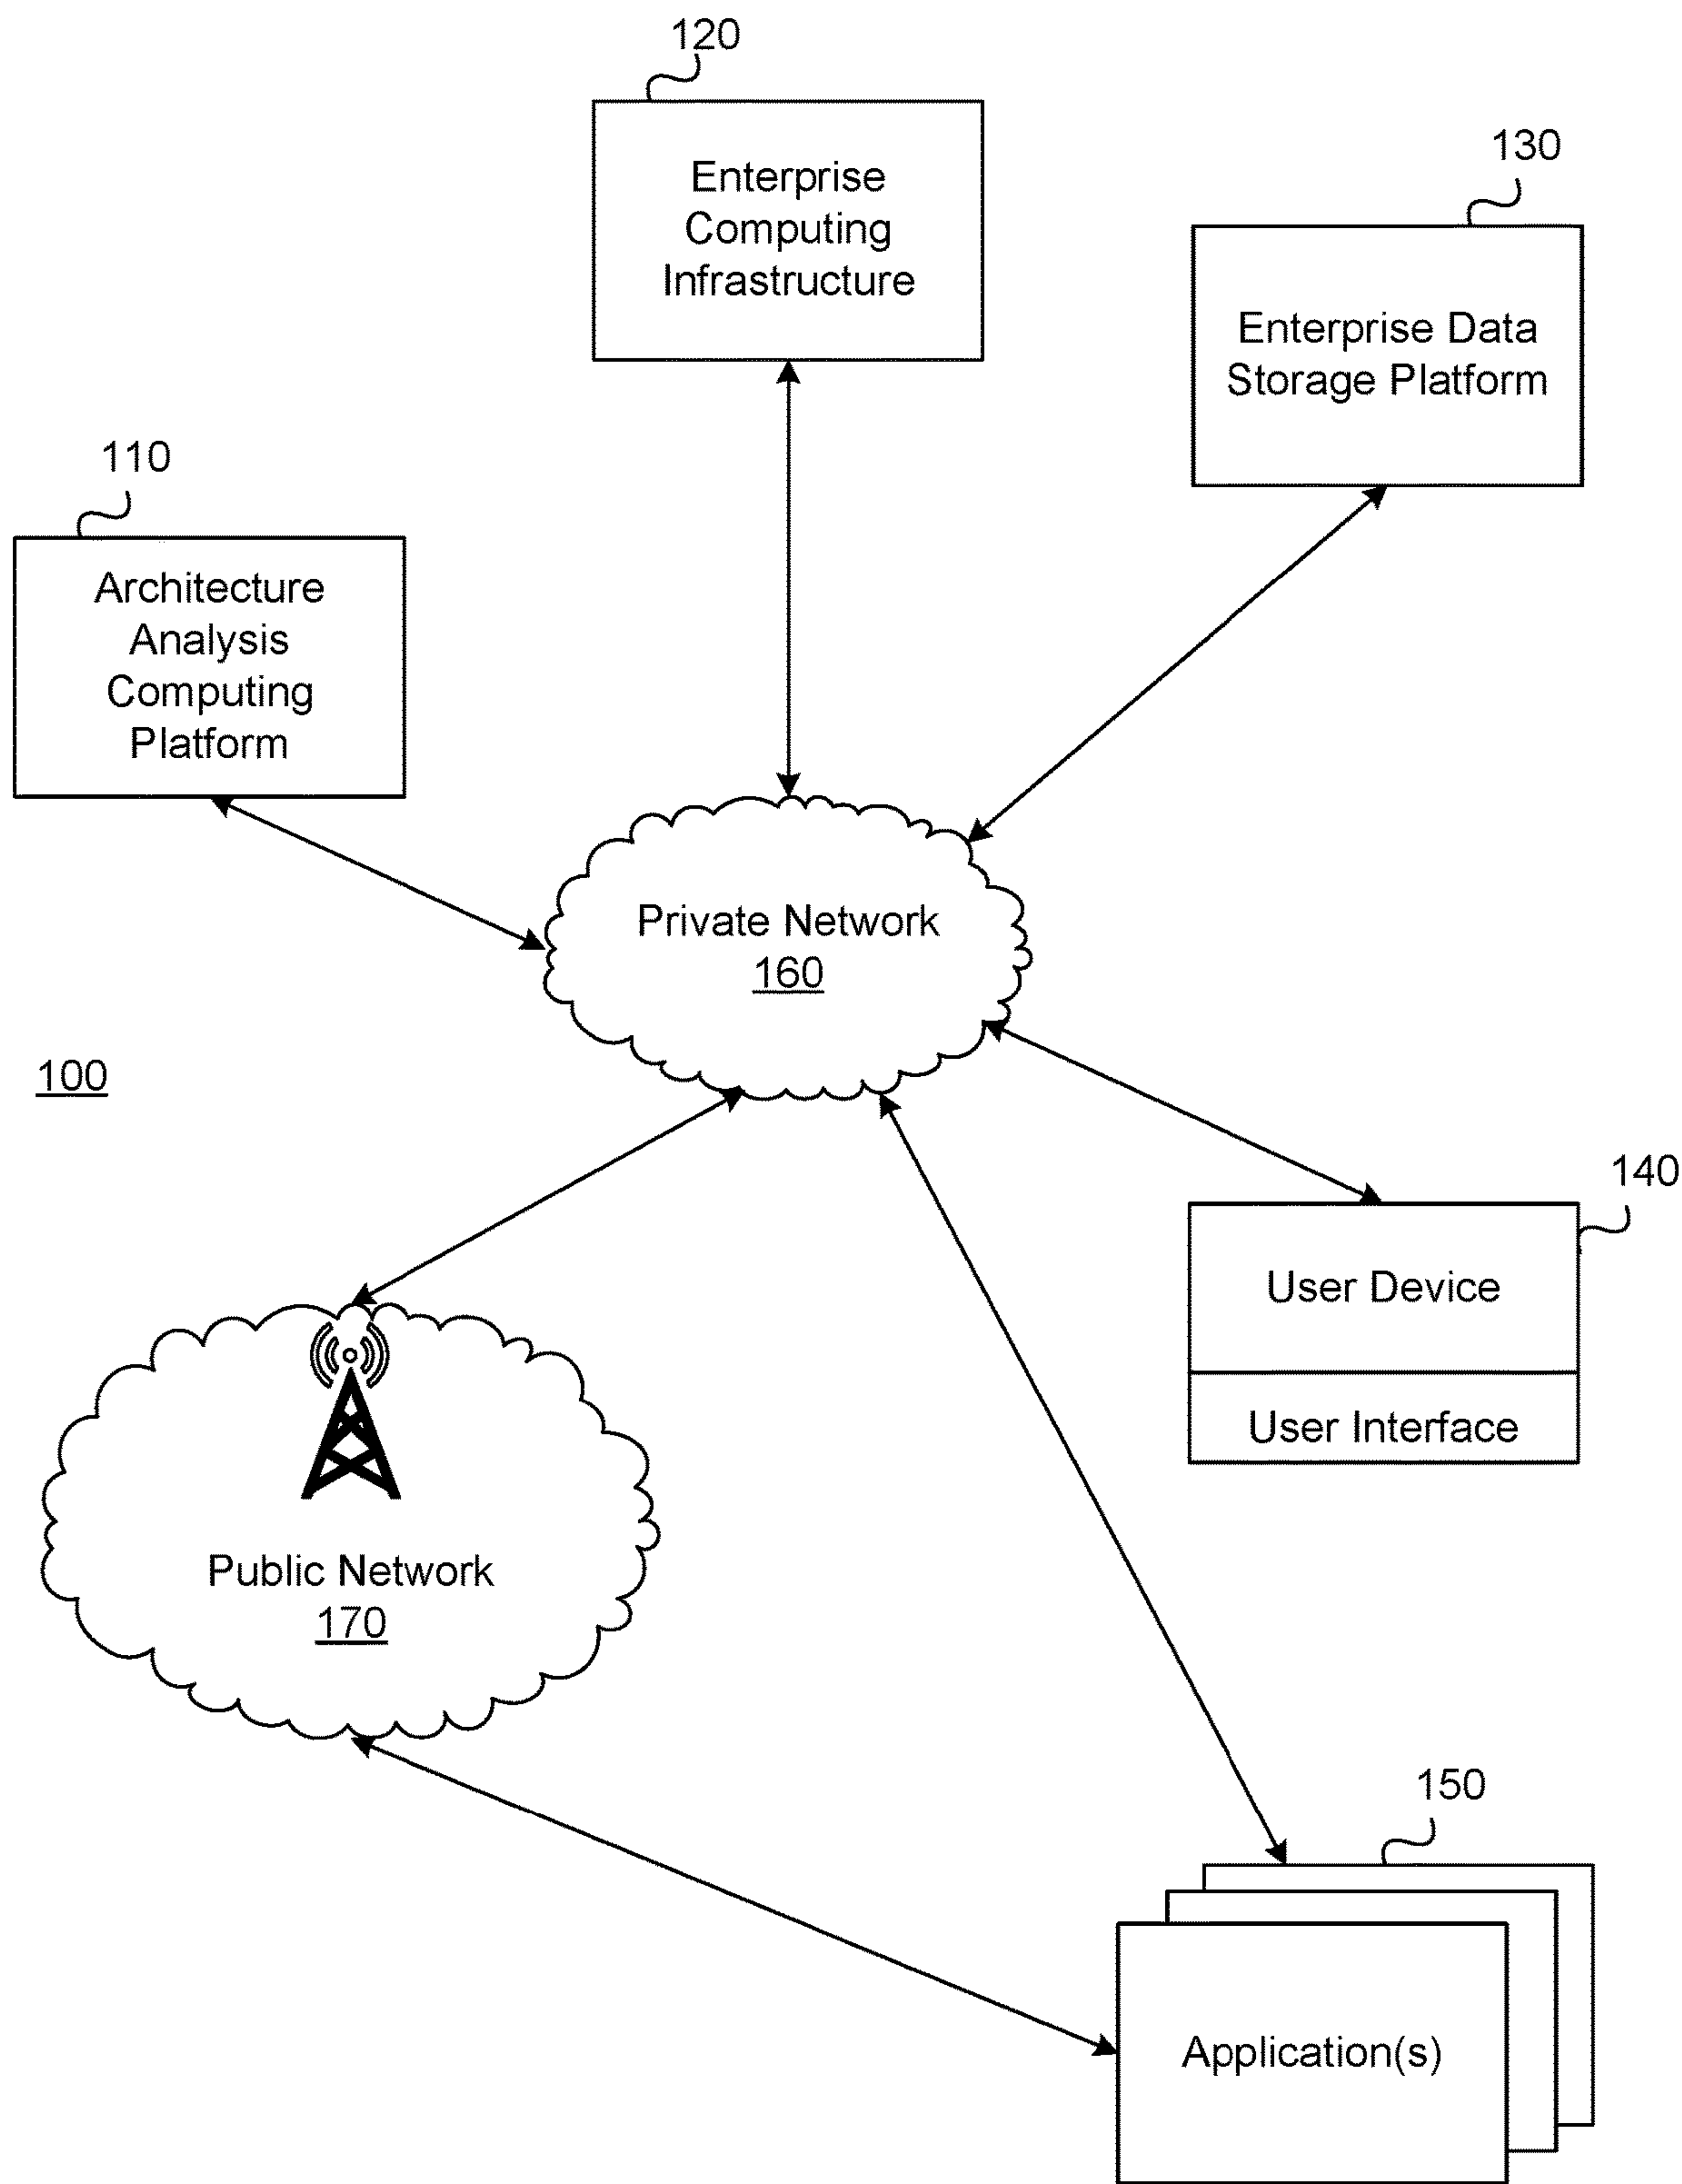 120
Enterprise
Computing
Infrastructure
130
Enterprise Data
Storage Platform
110
Architecture
Analysis
Computing
Platform
Private Network
160
100
140
User Device
User Interface
Public Network
170
150
Application(s)